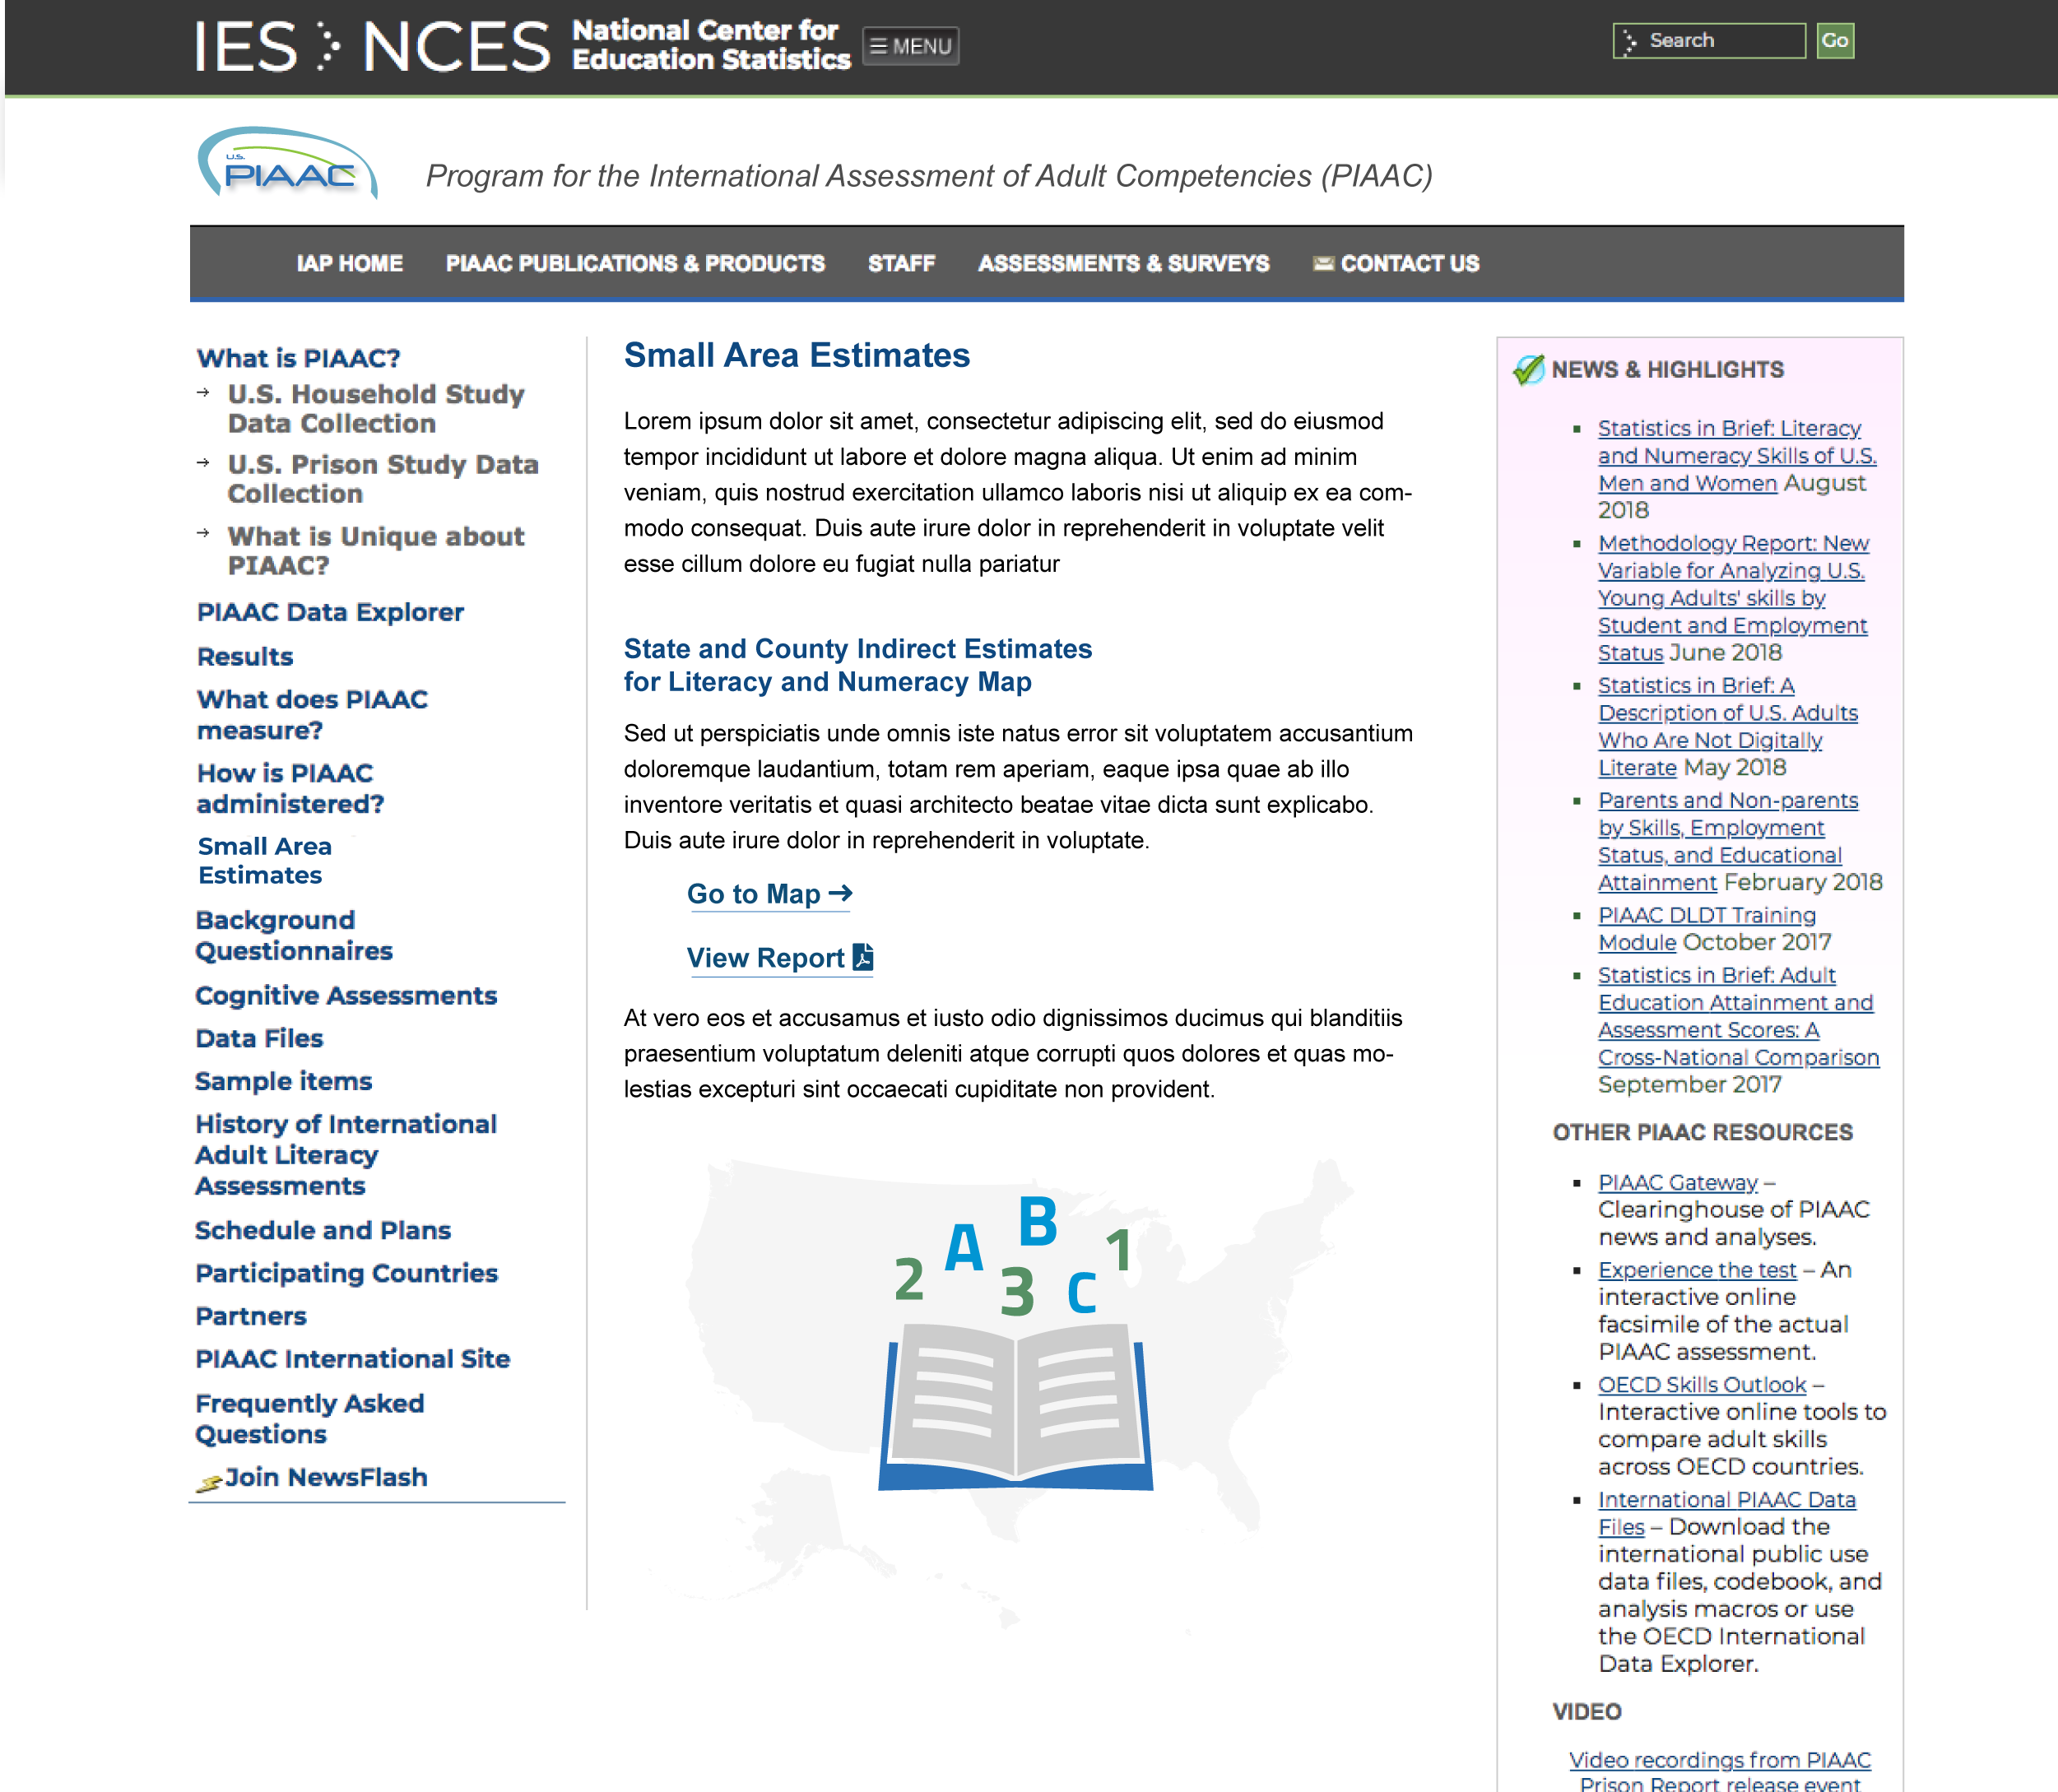 IES NCES National Center for
Education Statistics
MENU
Search
Go
U.S.
PIAAC
Program for the International Assessment of Adult Competencies (PIAAC)
IAP HOME PIAAC PUBLICATIONS & PRODUCTS STAFF ASSESSMENTS & SURVEYS CONTACT US
What is PIAAC?
U.S. Household Study
Data Collection
U.S. Prison Study Data
Collection
What is Unique about
PIAAC?
PIAAC Data Explorer
Results
What does PIAAC
measure?
How is PIAAC
administered?
Small Area
Estimates
Background
Questionnaires
Cognitive Assessments
Data Files
Sample items
History of International
Adult Literacy
Assessments
Schedule and Plans
Participating Countries
Partners
PIAAC International Site
Frequently Asked
Questions
Join NewsFlash
Small Area Estimates
Lorem ipsum dolor sit amet, consectetur adipiscing elit, sed do eiusmod
tempor incididunt ut labore et dolore magna aliqua. Ut enim ad minim
veniam, quis nostrud exercitation ullamco laboris nisi ut aliquip ex ea com-
modo consequat. Duis aute irure dolor in reprehenderit in voluptate velit
esse cillum dolore eu fugiat nulla pariatur
State and County Indirect Estimates
for Literacy and Numeracy Map
Sed ut perspiciatis unde omnis iste natus error sit voluptatem accusantium
doloremque laudantium, totam rem aperiam, eaque ipsa quae ab illo
inventore veritatis et quasi architecto beatae vitae dicta sunt explicabo.
Duis aute irure dolor in reprehenderit in voluptate.
Go to Map →
View Report
At vero eos et accusamus et iusto odio dignissimos ducimus qui blanditiis
praesentium voluptatum deleniti atque corrupti quos dolores et quas mo-
lestias excepturi sint occaecati cupiditate non provident.
2 A B 3 C 1
NEWS & HIGHLIGHTS
Statistics in Brief: Literacy
and Numeracy Skills of U.S.
Men and Women August
2018
Methodology Report: New
Variable for Analyzing U.S.
Young Adults' skills by
Student and Employment
Status June 2018
Statistics in Brief: A
Description of U.S. Adults
Who Are Not Digitally
Literate May 2018
Parents and Non-parents
by Skills, Employment
Status, and Educational
Attainment February 2018
PIAAC DLDT Training
Module October 2017
Statistics in Brief: Adult
Education Attainment and
Assessment Scores: A
Cross-National Comparison
September 2017
OTHER PIAAC RESOURCES
PIAAC Gateway –
Clearinghouse of PIAAC
news and analyses.
Experience the test – An
interactive online
facsimile of the actual
PIAAC assessment.
OECD Skills Outlook –
Interactive online tools to
compare adult skills
across OECD countries.
International PIAAC Data
Files – Download the
international public use
data files, codebook, and
analysis macros or use
the OECD International
Data Explorer.
VIDEO
Video recordings from PIAAC
Prison Report release event